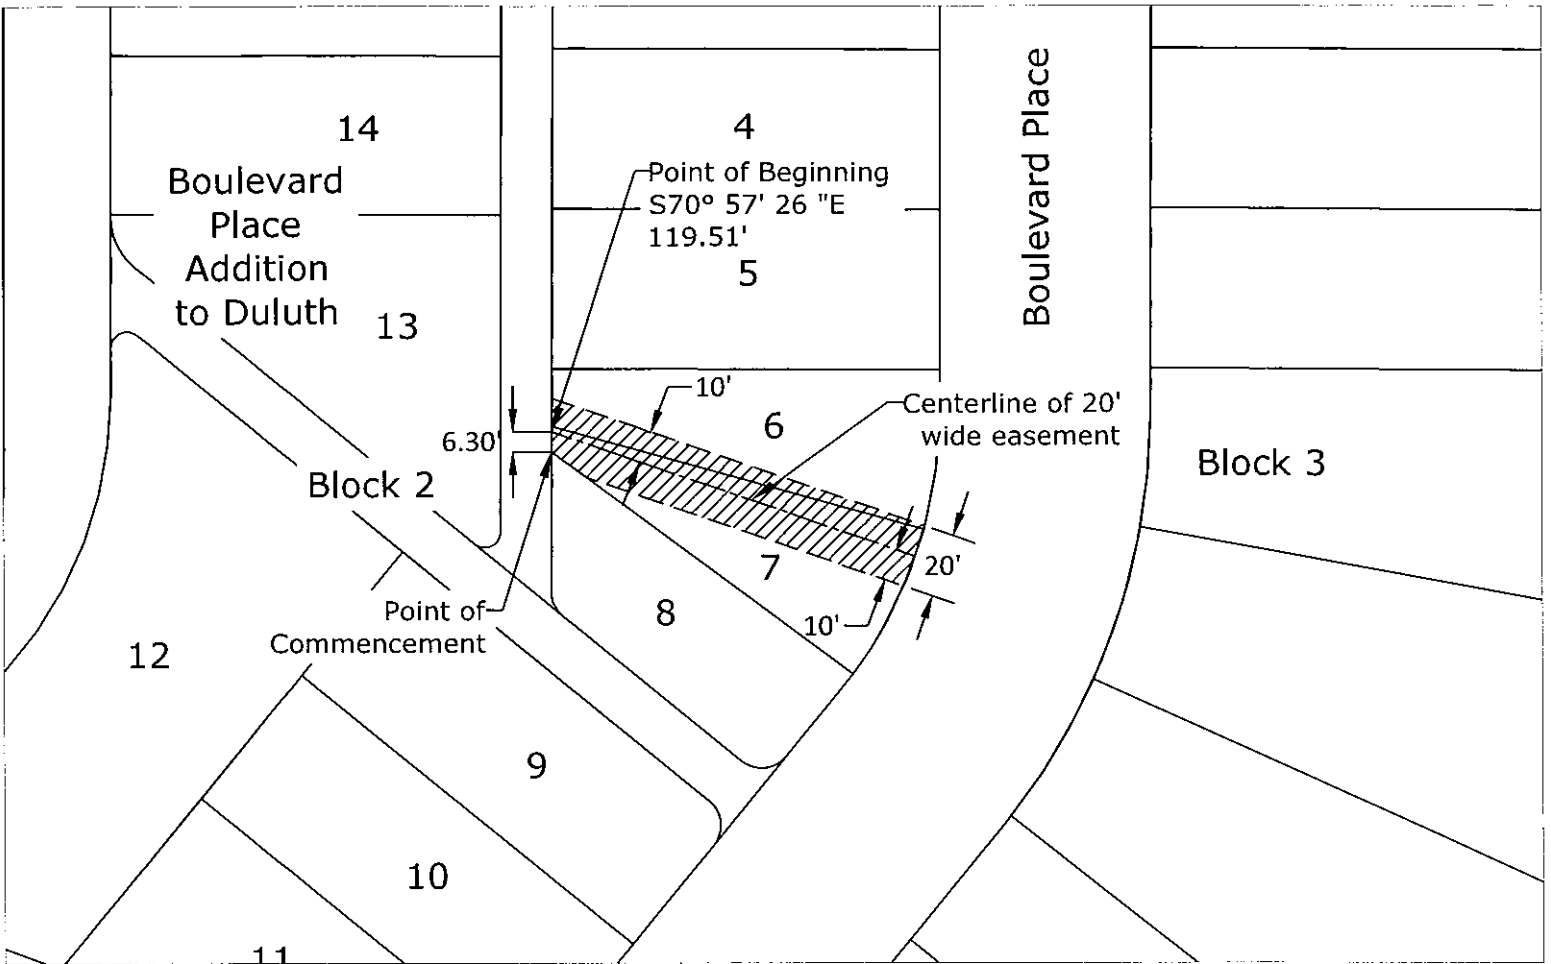 14
4
Boulevard
Place
Addition
to Duluth
Point of Beginning
S70° 57' 26 "E
119.51'
Boulevard Place
5
13
10'
6
Centerline of 20'
wide easement
6.30'
Block 2
Block 3
7
20'
8
Point of
Commencement
10'
12
9
10
11